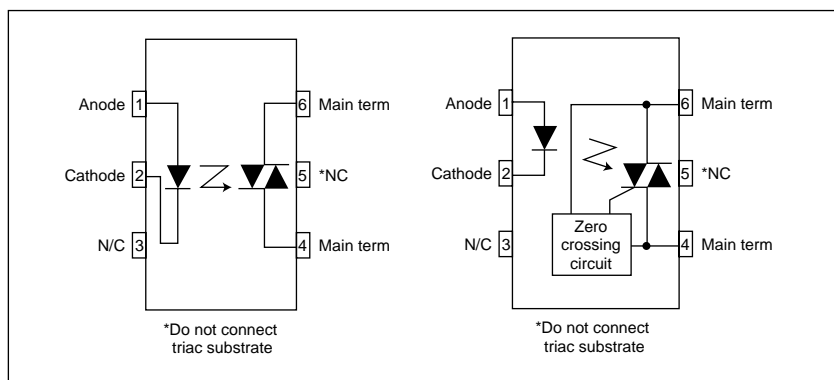 Anode 1
6 Main term
Cathode 2
5 *NC
N/C 3
4 Main term
*Do not connect
triac substrate
Anode 1
6 Main term
Cathode 2
5 *NC
N/C 3
Zero
crossing
circuit
4 Main term
*Do not connect
triac substrate